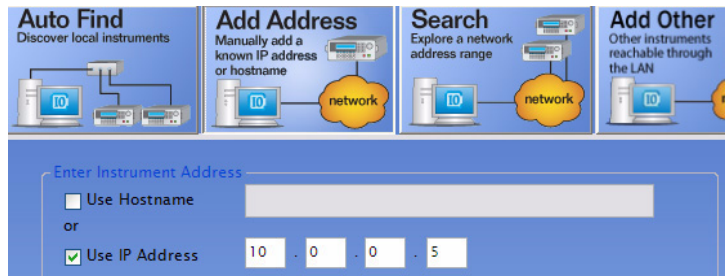 Auto Find
Discover local instruments
IO
Add Address
Manually add a
known IP address
or hostname
IO
network
Search
Explore a network
address range
IO
network
Add Other
Other instruments
reachable through
the LAN
IO
Enter Instrument Address
Use Hostname
or
Use IP Address 10 . 0 . 0 . 5